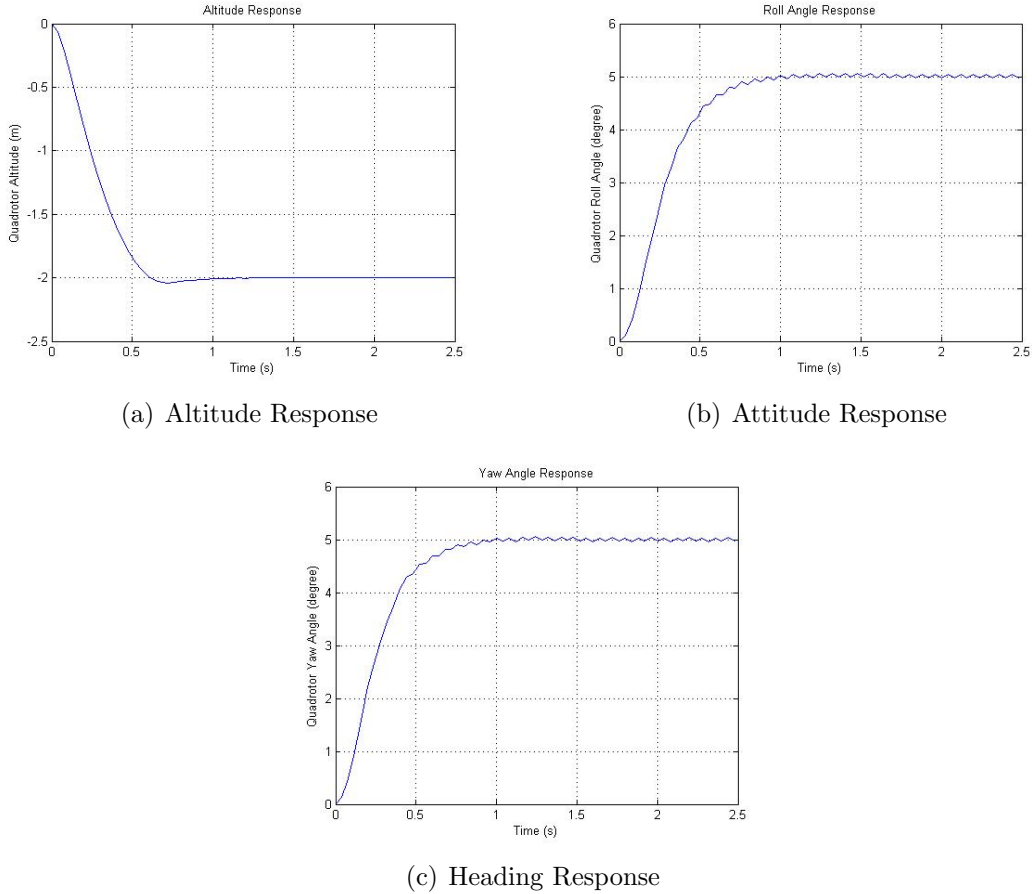 Altitude Response
Quadrotor Altitude (m)
0
-0.5
-1
-1.5
-2
-2.5
0 0.5 1 1.5 2 2.5
Time (s)
(a) Altitude Response
Roll Angle Response
Quadrotor Roll Angle (degree)
6
5
4
3
2
1
0
0 0.5 1 1.5 2 2.5
Time (s)
(b) Attitude Response
Yaw Angle Response
Quadrotor Yaw Angle (degree)
6
5
4
3
2
1
0
0 0.5 1 1.5 2 2.5
Time (s)
(c) Heading Response